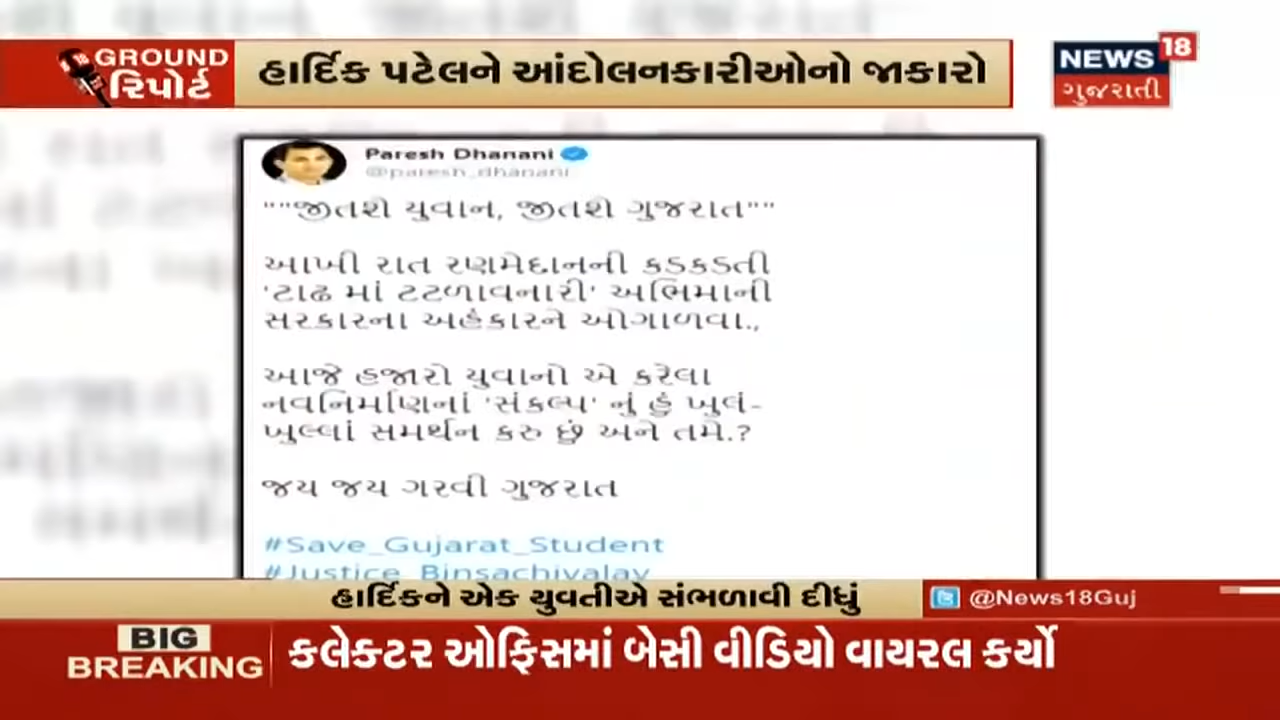 GROUND
રિપોર્ટ
હાર્દિક પટેલને આંદોલનકારીઓનો જાકારો
NEWS 18
ગુજરાતી
Paresh Dhanani
@paresh_dhanani
""જીતશે યુવાન, જીતશે ગુજરાત""
આખી રાત રણમેદાનની કડકડતી
'ટાઢ માં ટટળાવનારી' અભિમાની
સરકારના અહંકારને ઓગાળવા.,
આજે હજારો યુવાનો એ કરેલા
નવનિર્માણનાં 'સંકલ્પ' નું હું ખુલં-
ખુલ્લાં સમર્થન કરુ છું અને તમે.?
જય જય ગરવી ગુજરાત
#Save_Gujarat_Student
#Justice_Binsachivalay
હાર્દિકને એક યુવતીએ સંભળાવી દીધું
@News18Guj
BIG
BREAKING
કલેક્ટર ઓફિસમાં બેસી વીડિયો વાયરલ કર્યો